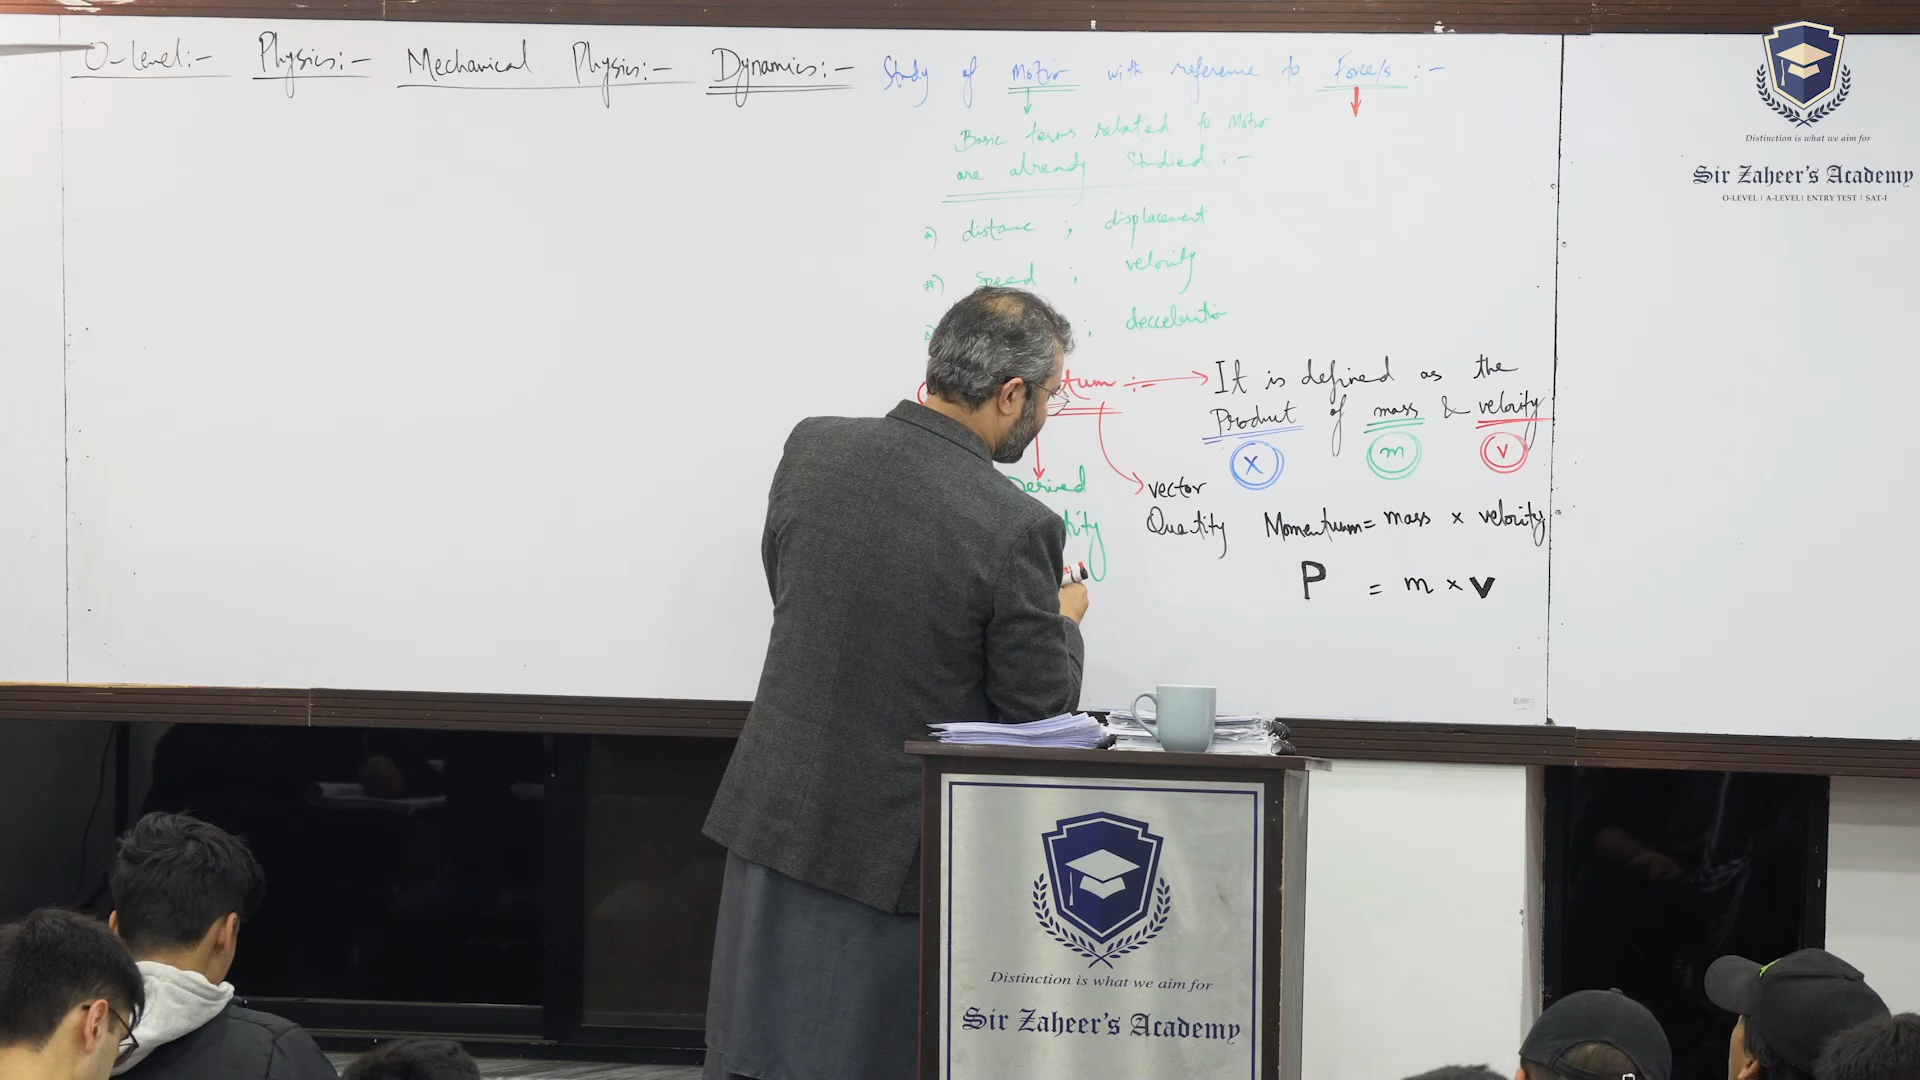 O-level:- Physics:- Mechanical Physics:- Dynamics:- Study of Motion with reference to Force/s :-
Basic terms related to Motion
are already Studied :-
*) distance ; displacement
*) speed ; velocity
; decceleration
tum :- It is defined as the
Product of mass & velocity
x m v
Derived
vector
Quantity
Momentum = mass x velocity
P = m x v
Distinction is what we aim for
Sir Zaheer's Academy
O-LEVEL | A-LEVEL | ENTRY TEST | SAT-I
Distinction is what we aim for
Sir Zaheer's Academy